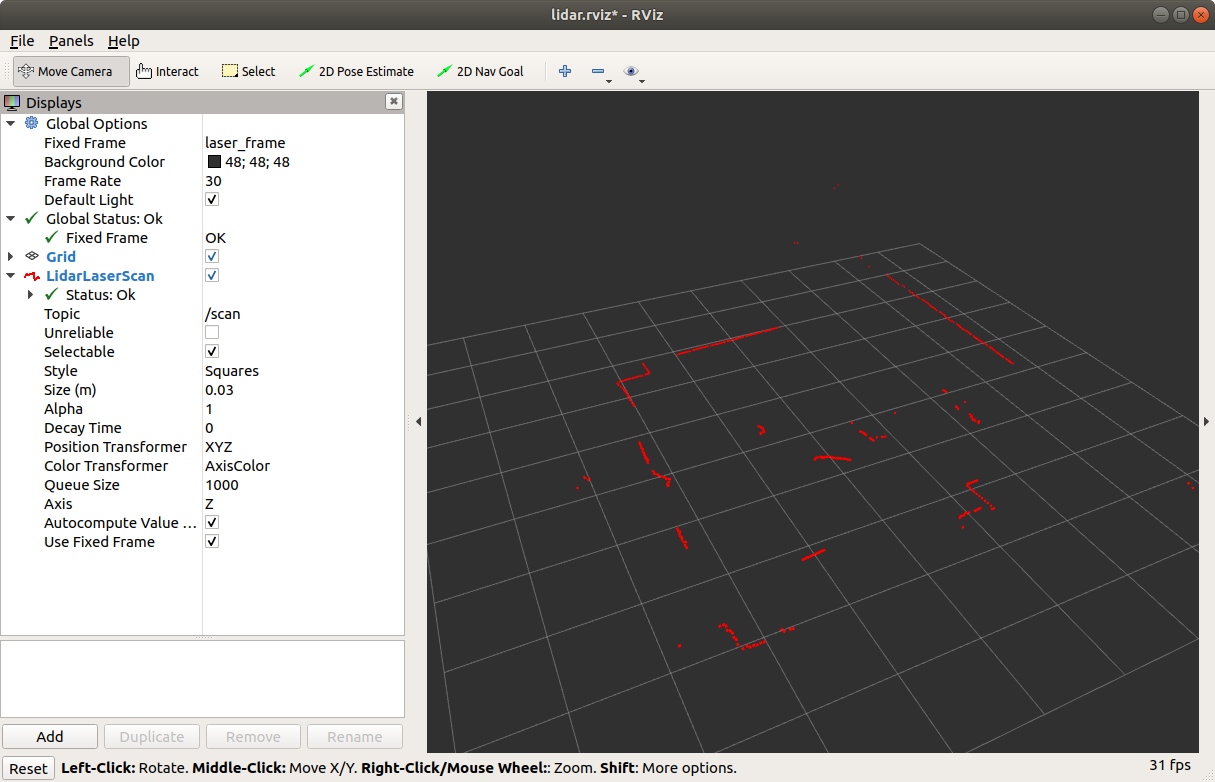 lidar.rviz* - RViz
File Panels Help
Move Camera Interact Select 2D Pose Estimate 2D Nav Goal
Displays
Global Options
Fixed Frame laser_frame
Background Color 48; 48; 48
Frame Rate 30
Default Light
Global Status: Ok
Fixed Frame OK
Grid
LidarLaserScan
Status: Ok
Topic /scan
Unreliable
Selectable
Style Squares
Size (m) 0.03
Alpha 1
Decay Time 0
Position Transformer XYZ
Color Transformer AxisColor
Queue Size 1000
Axis Z
Autocompute Value ...
Use Fixed Frame
Add Duplicate Remove Rename
Reset Left-Click: Rotate. Middle-Click: Move X/Y. Right-Click/Mouse Wheel:: Zoom. Shift: More options. 31 fps